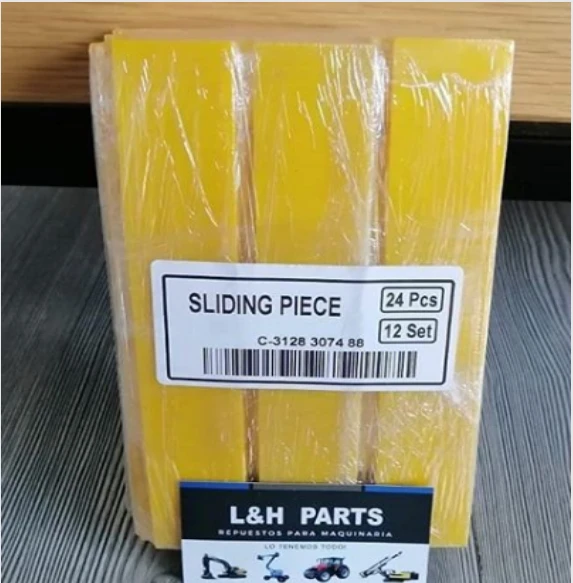 SLIDING PIECE
24 Pcs
12 Set
C-3128 3074 88
L&H PARTS
REPUESTOS PARA MAQUINARIA
LO TENEMOS TODO!